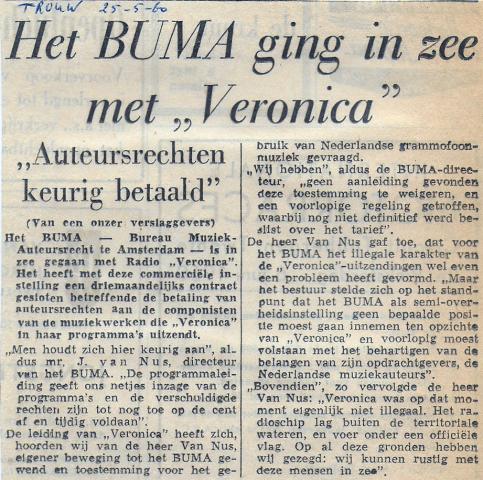 TROUW 25-5-60
Het BUMA ging in zee
met „Veronica”
„Auteursrechten
keurig betaald”
(Van een onzer verslaggevers)
Het BUMA — Bureau Muziek-
Auteursrecht te Amsterdam — is in
zee gegaan met Radio „Veronica”.
Het heeft met deze commerciële in-
stelling een driemaandelijks contract
gesloten betreffende de betaling van
auteursrechten aan de componisten
van de muziekwerken die „Veronica”
in haar programma's uitzendt.
„Men houdt zich hier keurig aan”, al-
dus mr. J. van Nus, directeur
van het BUMA. „De programmalei-
ding geeft ons netjes inzage van de
programma's en de verschuldigde
rechten zijn tot nog toe op de cent
af en tijdig voldaan”.
De leiding van „Veronica” heeft zich,
hoorden wij van de heer Van Nus,
eigener beweging tot het BUMA ge-
wend en toestemming voor het ge-
bruik van Nederlandse grammofoon-
muziek gevraagd.
„Wij hebben”, aldus de BUMA-direc-
teur, „geen aanleiding gevonden
deze toestemming te weigeren, en
een voorlopige regeling getroffen,
waarbij nog niet definitief werd be-
slist over het tarief”.
De heer Van Nus gaf toe, dat voor
het BUMA het illegale karakter van
de „Veronica”-uitzendingen wel even
een probleem heeft gevormd. „Maar
het bestuur stelde zich op het stand-
punt dat het BUMA als semi-over-
heidsinstelling geen bepaalde posi-
tie moest gaan innemen ten opzichte
van „Veronica” en voorlopig moest
volstaan met het behartigen van de
belangen van zijn opdrachtgevers, de
Nederlandse muziekauteurs”.
„Bovendien”, zo vervolgde de heer
Van Nus: „Veronica was op dat mo-
ment eigenlijk niet illegaal. Het ra-
dioschip lag buiten de territoriale
wateren, en voer onder een officiële
vlag. Op al deze gronden hebben
wij gezegd: wij kunnen rustig met
deze mensen in zee”.